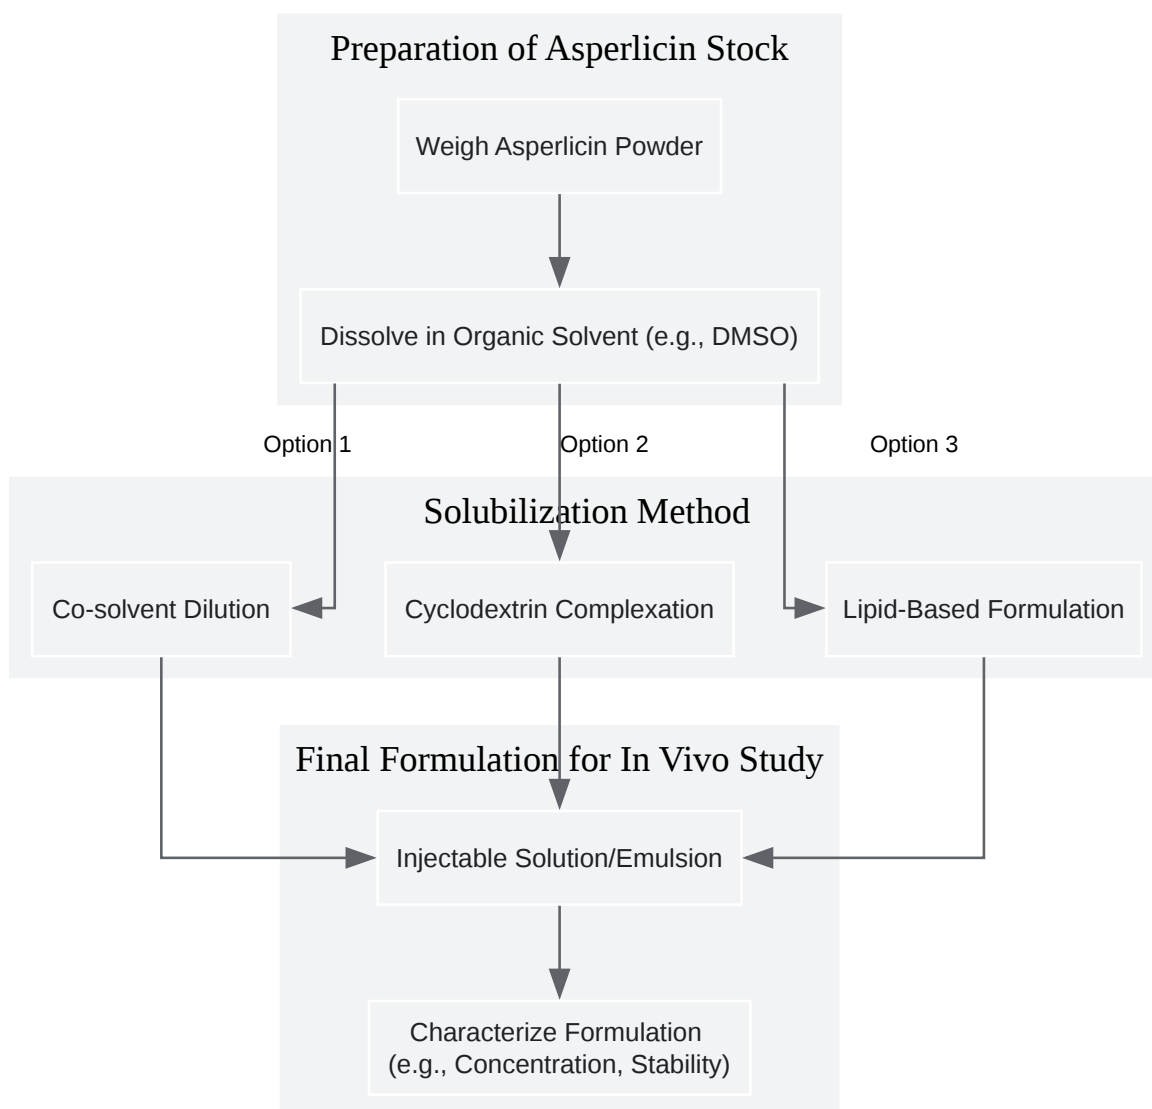 Preparation of Asperlicin Stock
Weigh Asperlicin Powder
Dissolve in Organic Solvent (e.g., DMSO)
Option 1
Option 2
Option 3
Solubilization Method
Co-solvent Dilution
Cyclodextrin Complexation
Lipid-Based Formulation
Final Formulation for In Vivo Study
Injectable Solution/Emulsion
Characterize Formulation
(e.g., Concentration, Stability)